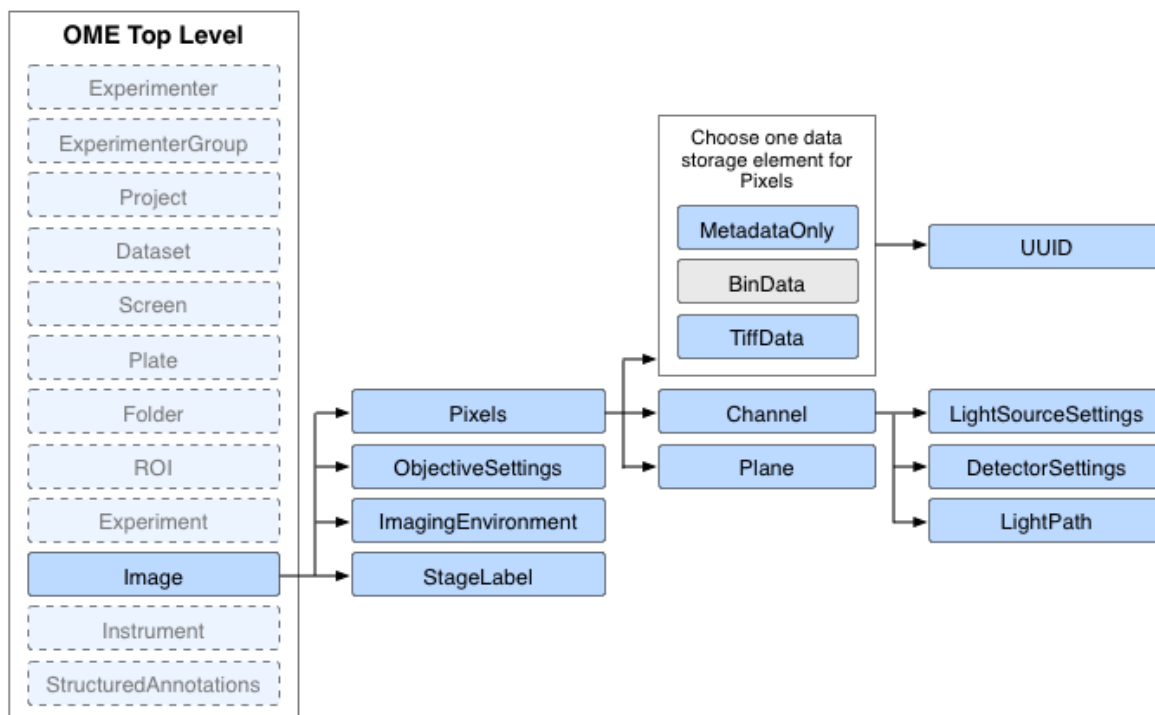 OME Top Level
Experimenter
ExperimenterGroup
Project
Dataset
Screen
Plate
Folder
ROI
Experiment
Image
Instrument
StructuredAnnotations
Pixels
ObjectiveSettings
ImagingEnvironment
StageLabel
Choose one data
storage element for
Pixels
MetadataOnly
BinData
TiffData
Channel
Plane
UUID
LightSourceSettings
DetectorSettings
LightPath